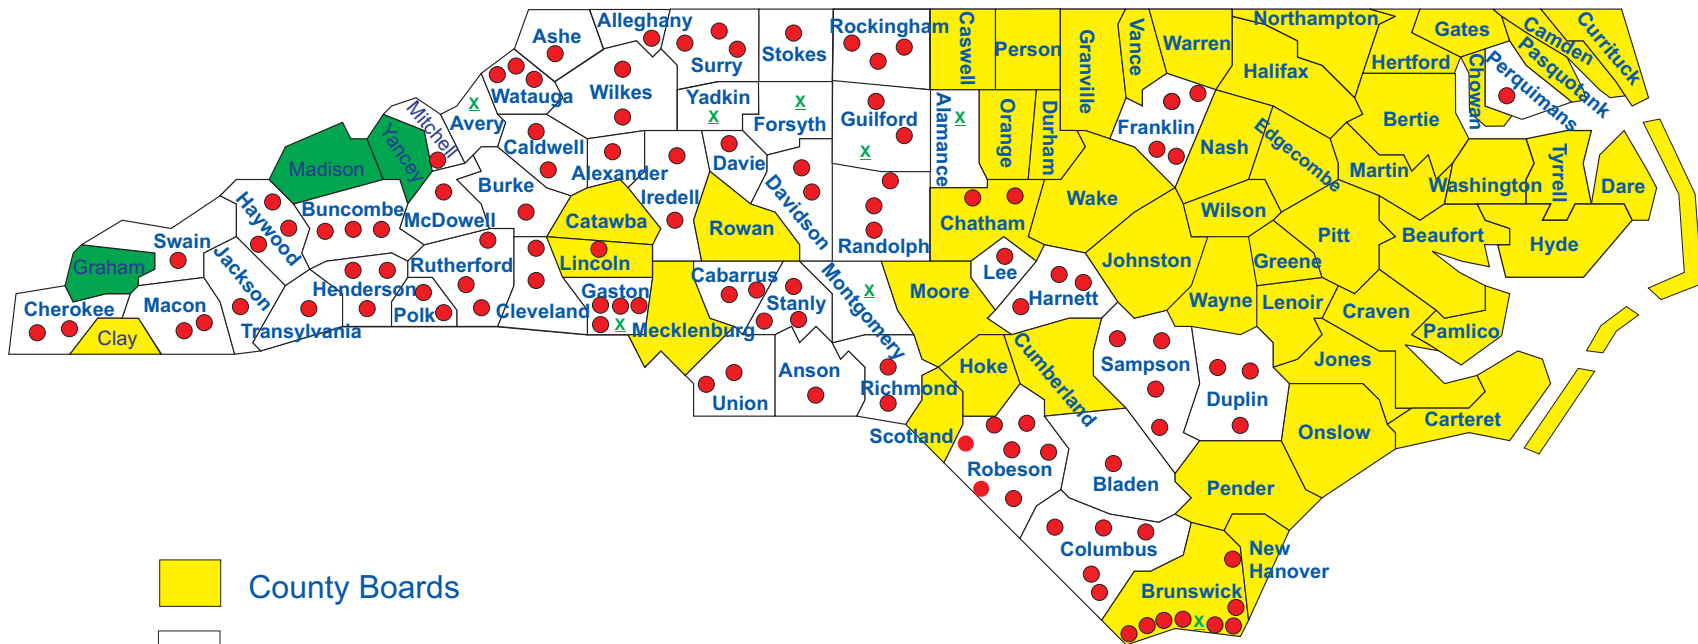 Alleghany
Ashe
Surry
Stokes
Rockingham
Caswell
Person
Granville
Vance
Warren
Northampton
Gates
Camden
Currituck
Pasquotank
Perquimans
Chowan
Hertford
Halifax
Watauga
Wilkes
Yadkin
X
X
Forsyth
Guilford
X
Alamance
X
Orange
Durham
Franklin
Nash
Edgecombe
Bertie
Martin
Washington
Tyrrell
Dare
X
Avery
Mitchell
Yancey
Madison
Caldwell
Alexander
Iredell
Davie
Davidson
Randolph
Chatham
Wake
Wilson
Pitt
Beaufort
Hyde
Burke
McDowell
Buncombe
Haywood
Swain
Graham
Jackson
Catawba
Rowan
Lincoln
Rutherford
Henderson
Polk
Cleveland
Gaston
X
Mecklenburg
Cabarrus
Stanly
Montgomery
X
Moore
Lee
Harnett
Johnston
Greene
Wayne
Lenoir
Craven
Pamlico
Cherokee
Macon
Clay
Transylvania
Union
Anson
Richmond
Hoke
Cumberland
Sampson
Duplin
Jones
Onslow
Carteret
Scotland
Robeson
Bladen
Pender
Columbus
New
Hanover
Brunswick
X
County Boards